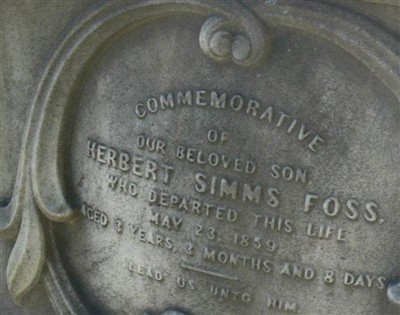 COMMEMORATIVE
OF
OUR BELOVED SON,
HERBERT SIMMS FOSS,
WHO DEPARTED THIS LIFE
MAY 23, 1859,
AGED 3 YEARS, 3 MONTHS AND 8 DAYS
LEAD US UNTO HIM.